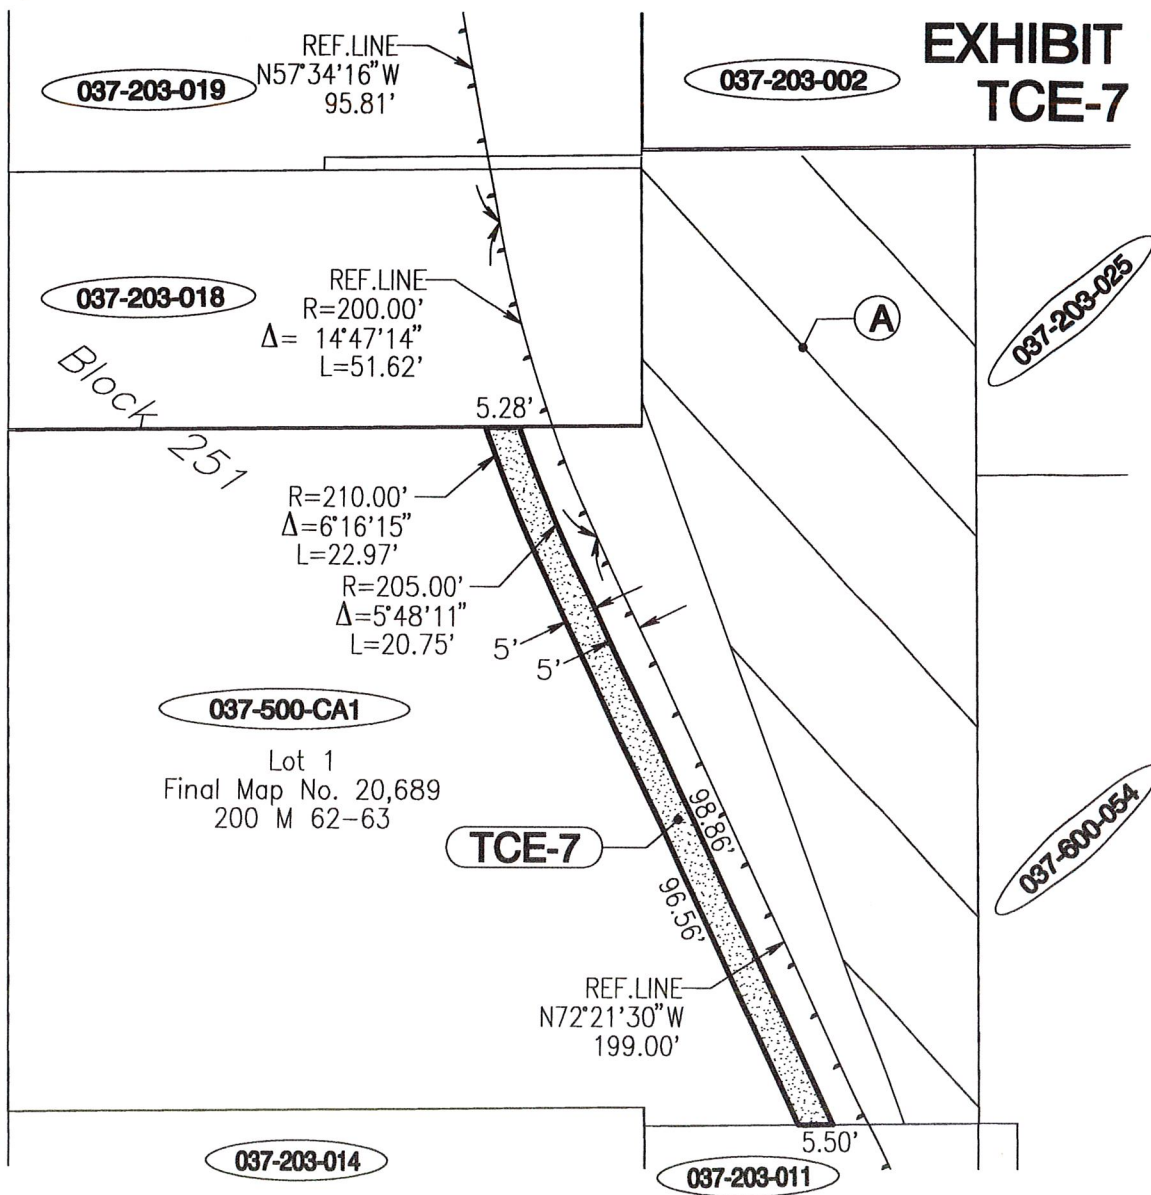 EXHIBIT
TCE-7
REF.LINE
N57°34'16"W
95.81'
037-203-019
037-203-002
037-203-018
REF.LINE
R=200.00'
Δ= 14°47'14"
L=51.62'
A
037-203-025
Block 251
5.28'
R=210.00'
Δ=6°16'15"
L=22.97'
R=205.00'
Δ=5°48'11"
L=20.75'
5'
5'
037-500-CA1
Lot 1
Final Map No. 20,689
200 M 62-63
TCE-7
98.86'
96.56'
037-600-054
REF.LINE
N72°21'30"W
199.00'
5.50'
037-203-014
037-203-011